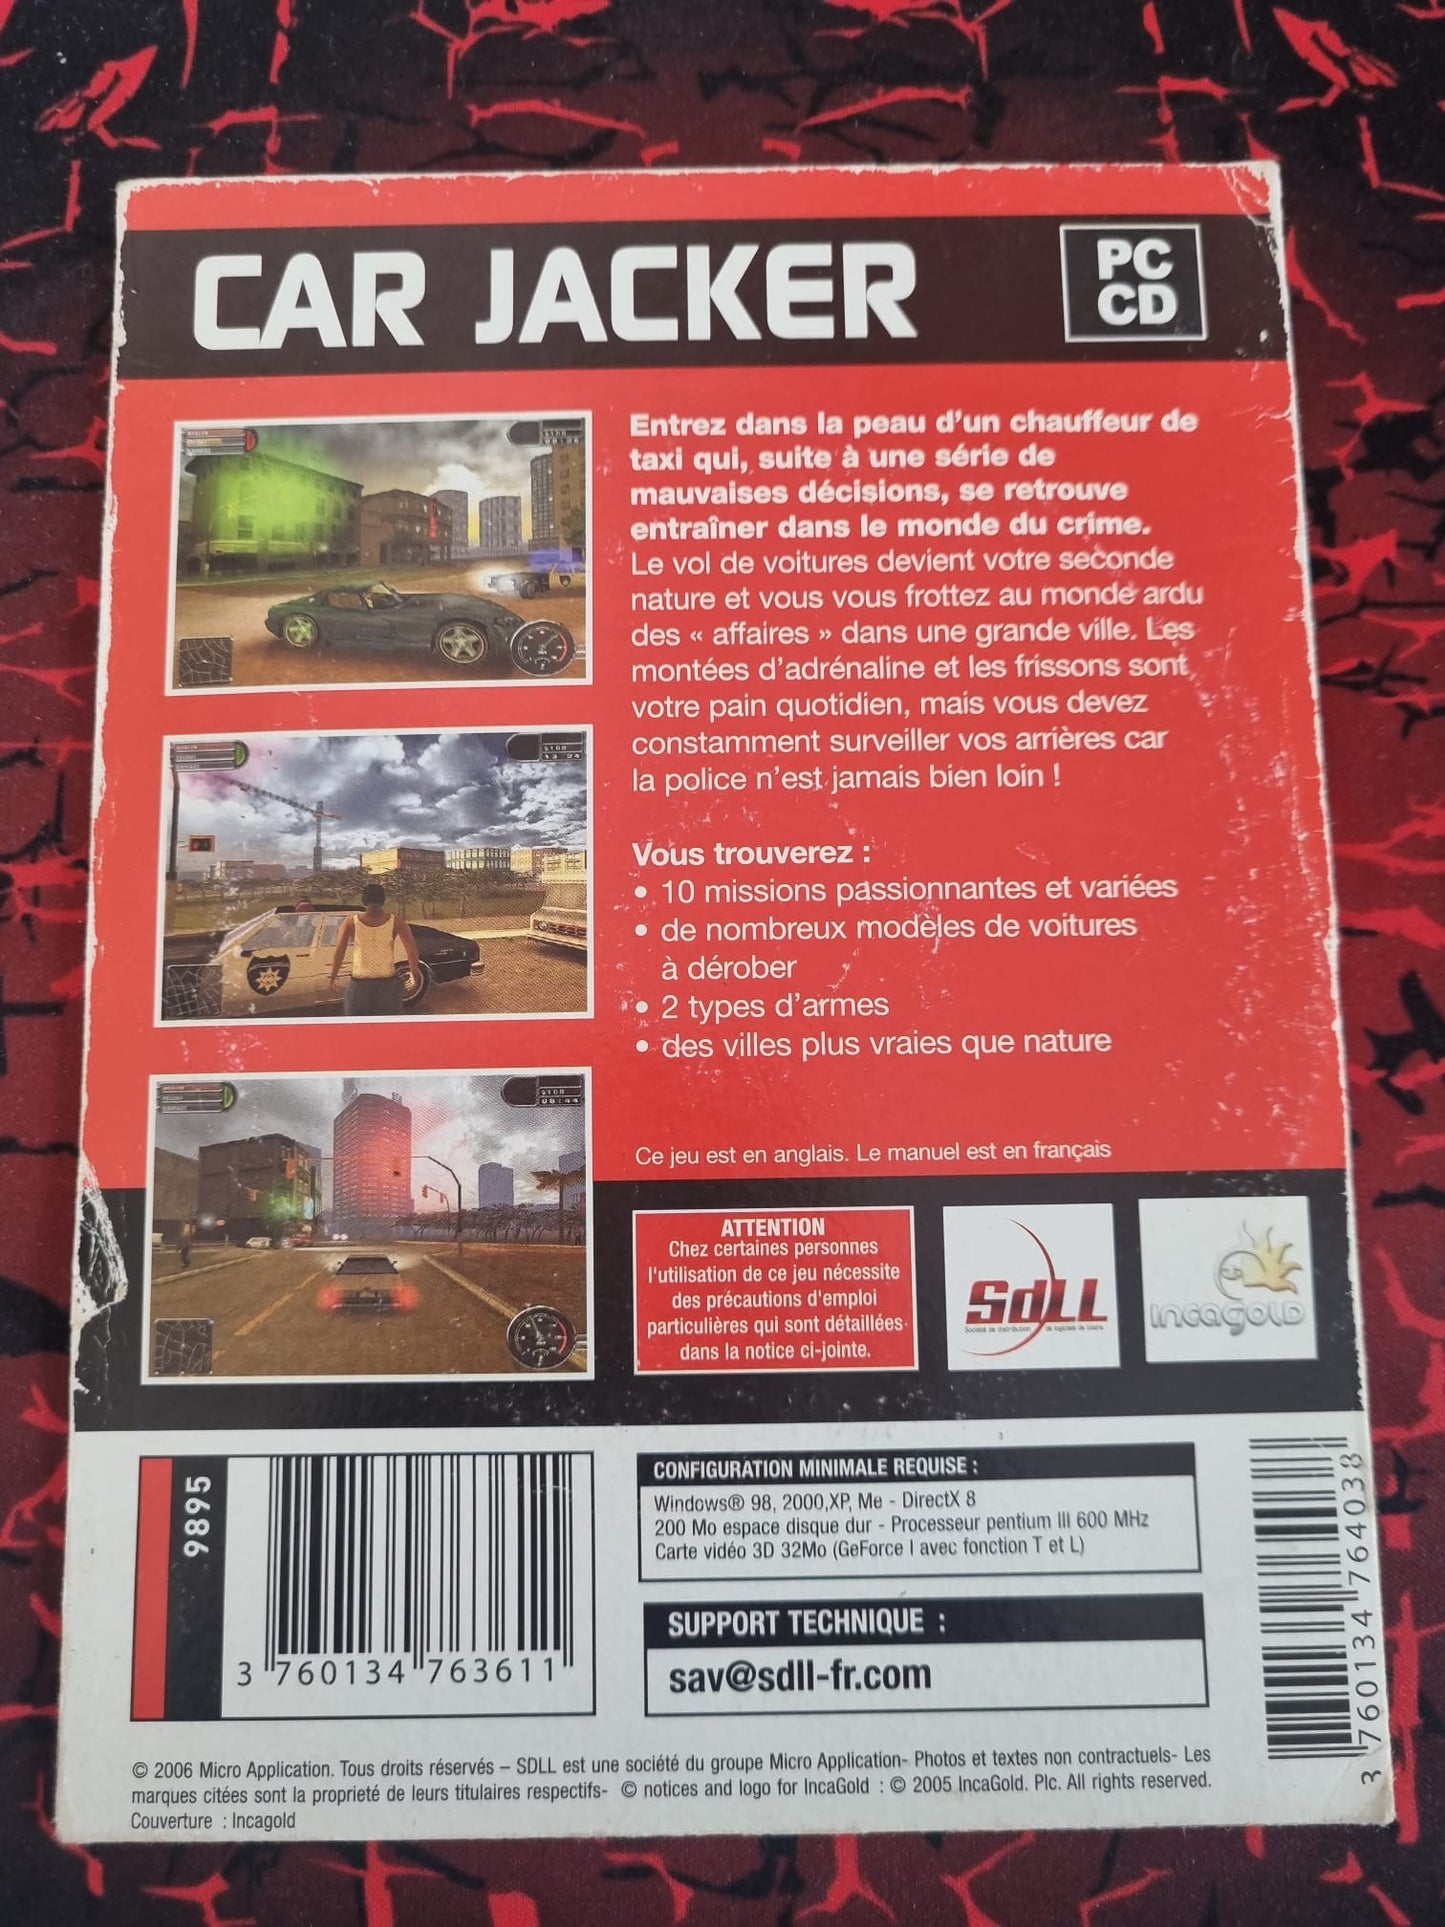 CAR JACKER
PC
CD
Entrez dans la peau d'un chauffeur de
taxi qui, suite à une série de
mauvaises décisions, se retrouve
entraîner dans le monde du crime.
Le vol de voitures devient votre seconde
nature et vous vous frottez au monde ardu
des « affaires » dans une grande ville. Les
montées d'adrénaline et les frissons sont
votre pain quotidien, mais vous devez
constamment surveiller vos arrières car
la police n'est jamais bien loin !
Vous trouverez :
• 10 missions passionnantes et variées
• de nombreux modèles de voitures
à dérober
• 2 types d'armes
• des villes plus vraies que nature
Ce jeu est en anglais. Le manuel est en français
ATTENTION
Chez certaines personnes
l'utilisation de ce jeu nécessite
des précautions d'emploi
particulières qui sont détaillées
dans la notice ci-jointe.
SdLL
Société de distribution de logiciels de loisirs
INCAGOLD
9895
3 760134 763611
CONFIGURATION MINIMALE REQUISE :
Windows® 98, 2000,XP, Me - DirectX 8
200 Mo espace disque dur - Processeur pentium III 600 MHz
Carte vidéo 3D 32Mo (GeForce I avec fonction T et L)
SUPPORT TECHNIQUE :
sav@sdll-fr.com
3 760134 764038
© 2006 Micro Application. Tous droits réservés – SDLL est une société du groupe Micro Application- Photos et textes non contractuels- Les
marques citées sont la propriété de leurs titulaires respectifs- © notices and logo for IncaGold : © 2005 IncaGold. Plc. All rights reserved.
Couverture : Incagold